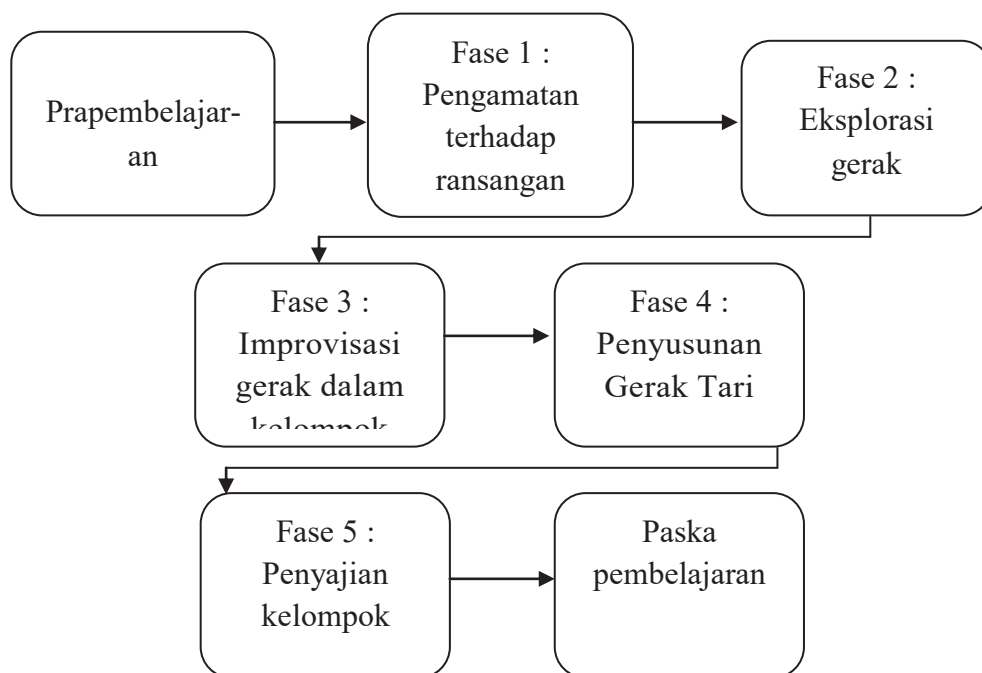 Prapembelajar-
an
Fase 1 :
Pengamatan
terhadap
ransangan
Fase 2 :
Eksplorasi
gerak
Fase 3 :
Improvisasi
gerak dalam
kelompok
Fase 4 :
Penyusunan
Gerak Tari
Fase 5 :
Penyajian
kelompok
Paska
pembelajaran